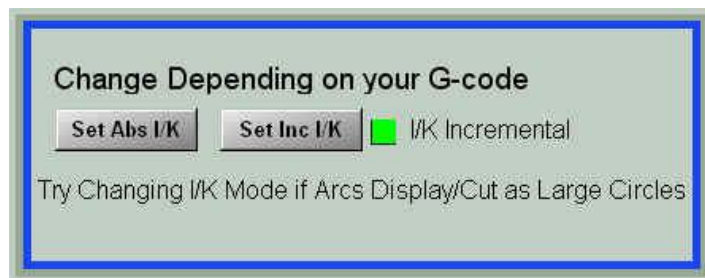 Change Depending on your G-code
Set Abs I/K Set Inc I/K I/K Incremental
Try Changing I/K Mode if Arcs Display/Cut as Large Circles